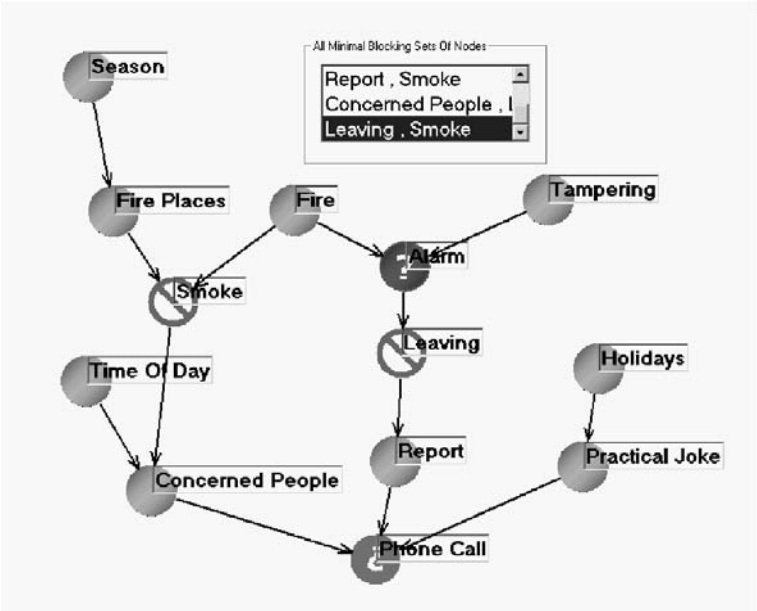 All Minimal Blocking Sets Of Nodes
Season
Report , Smoke
Concerned People ,
Leaving , Smoke
Fire Places
Fire
Tampering
?
Alarm
Smoke
Leaving
Time Of Day
Holidays
Report
Practical Joke
Concerned People
¿
Phone Call